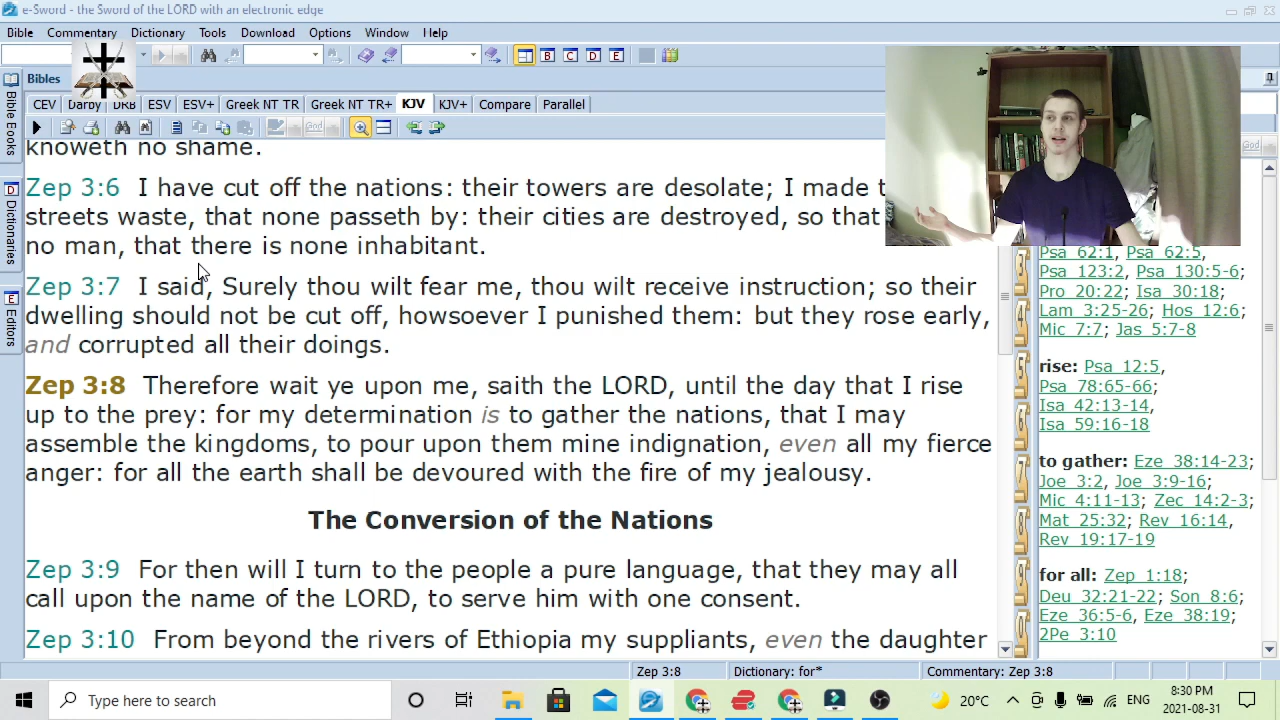 e-Sword - the Sword of the LORD with an electronic edge
Bible Commentary Dictionary Tools Download Options Window Help
B C D E
Bibles
CEV Darby DRB ESV ESV+ Greek NT TR Greek NT TR+ KJV KJV+ Compare Parallel
God
God
Bible Books
Dictionaries
Editors
knoweth no shame.
Zep 3:6 I have cut off the nations: their towers are desolate; I made t
streets waste, that none passeth by: their cities are destroyed, so that
no man, that there is none inhabitant.
Zep 3:7 I said, Surely thou wilt fear me, thou wilt receive instruction; so their
dwelling should not be cut off, howsoever I punished them: but they rose early,
and corrupted all their doings.
Zep 3:8 Therefore wait ye upon me, saith the LORD, until the day that I rise
up to the prey: for my determination is to gather the nations, that I may
assemble the kingdoms, to pour upon them mine indignation, even all my fierce
anger: for all the earth shall be devoured with the fire of my jealousy.
The Conversion of the Nations
Zep 3:9 For then will I turn to the people a pure language, that they may all
call upon the name of the LORD, to serve him with one consent.
Zep 3:10 From beyond the rivers of Ethiopia my suppliants, even the daughter
3
4
5
6
7
8
9
0
Psa 62:1, Psa 62:5,
Psa 123:2, Psa 130:5-6;
Pro 20:22; Isa 30:18;
Lam 3:25-26; Hos 12:6;
Mic 7:7; Jas 5:7-8
rise: Psa 12:5,
Psa 78:65-66;
Isa 42:13-14,
Isa 59:16-18
to gather: Eze 38:14-23;
Joe 3:2, Joe 3:9-16;
Mic 4:11-13; Zec 14:2-3;
Mat 25:32; Rev 16:14,
Rev 19:17-19
for all: Zep 1:18;
Deu 32:21-22; Son 8:6;
Eze 36:5-6, Eze 38:19;
2Pe 3:10
Zep 3:8 Dictionary: for* Commentary: Zep 3:8
Type here to search
20°C
ENG
8:30 PM
2021-08-31